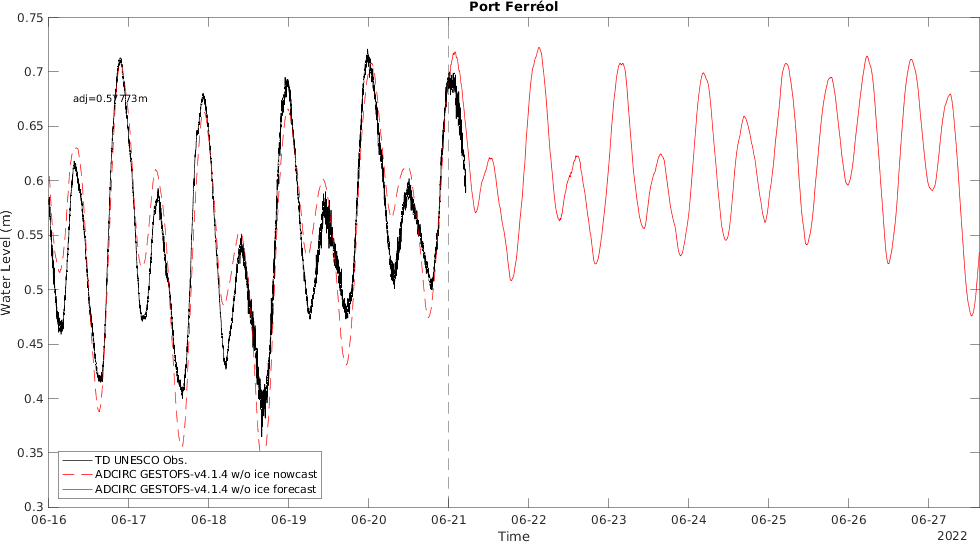 Port Ferréol
0.75
0.7
0.65
0.6
0.55
0.5
0.45
0.4
0.35
0.3
Water Level (m)
adj=0.57773m
TD UNESCO Obs.
ADCIRC GESTOFS-v4.1.4 w/o ice nowcast
ADCIRC GESTOFS-v4.1.4 w/o ice forecast
06-16 06-17 06-18 06-19 06-20 06-21 06-22 06-23 06-24 06-25 06-26 06-27
Time
2022